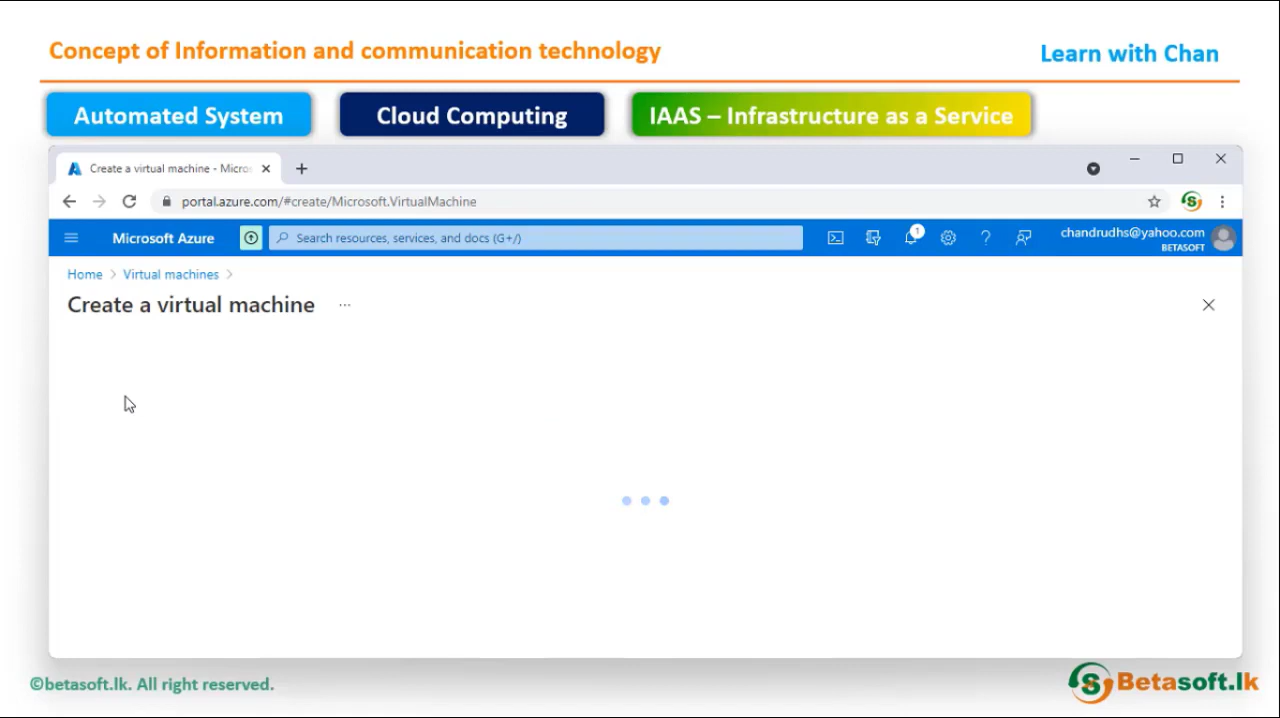 Concept of Information and communication technology
Learn with Chan
Automated System
Cloud Computing
IAAS – Infrastructure as a Service
Create a virtual machine - Micros
portal.azure.com/#create/Microsoft.VirtualMachine
Microsoft Azure
Search resources, services, and docs (G+/)
1
chandrudhs@yahoo.com
BETASOFT
Home > Virtual machines >
Create a virtual machine ...
©betasoft.lk. All right reserved.
Betasoft.lk